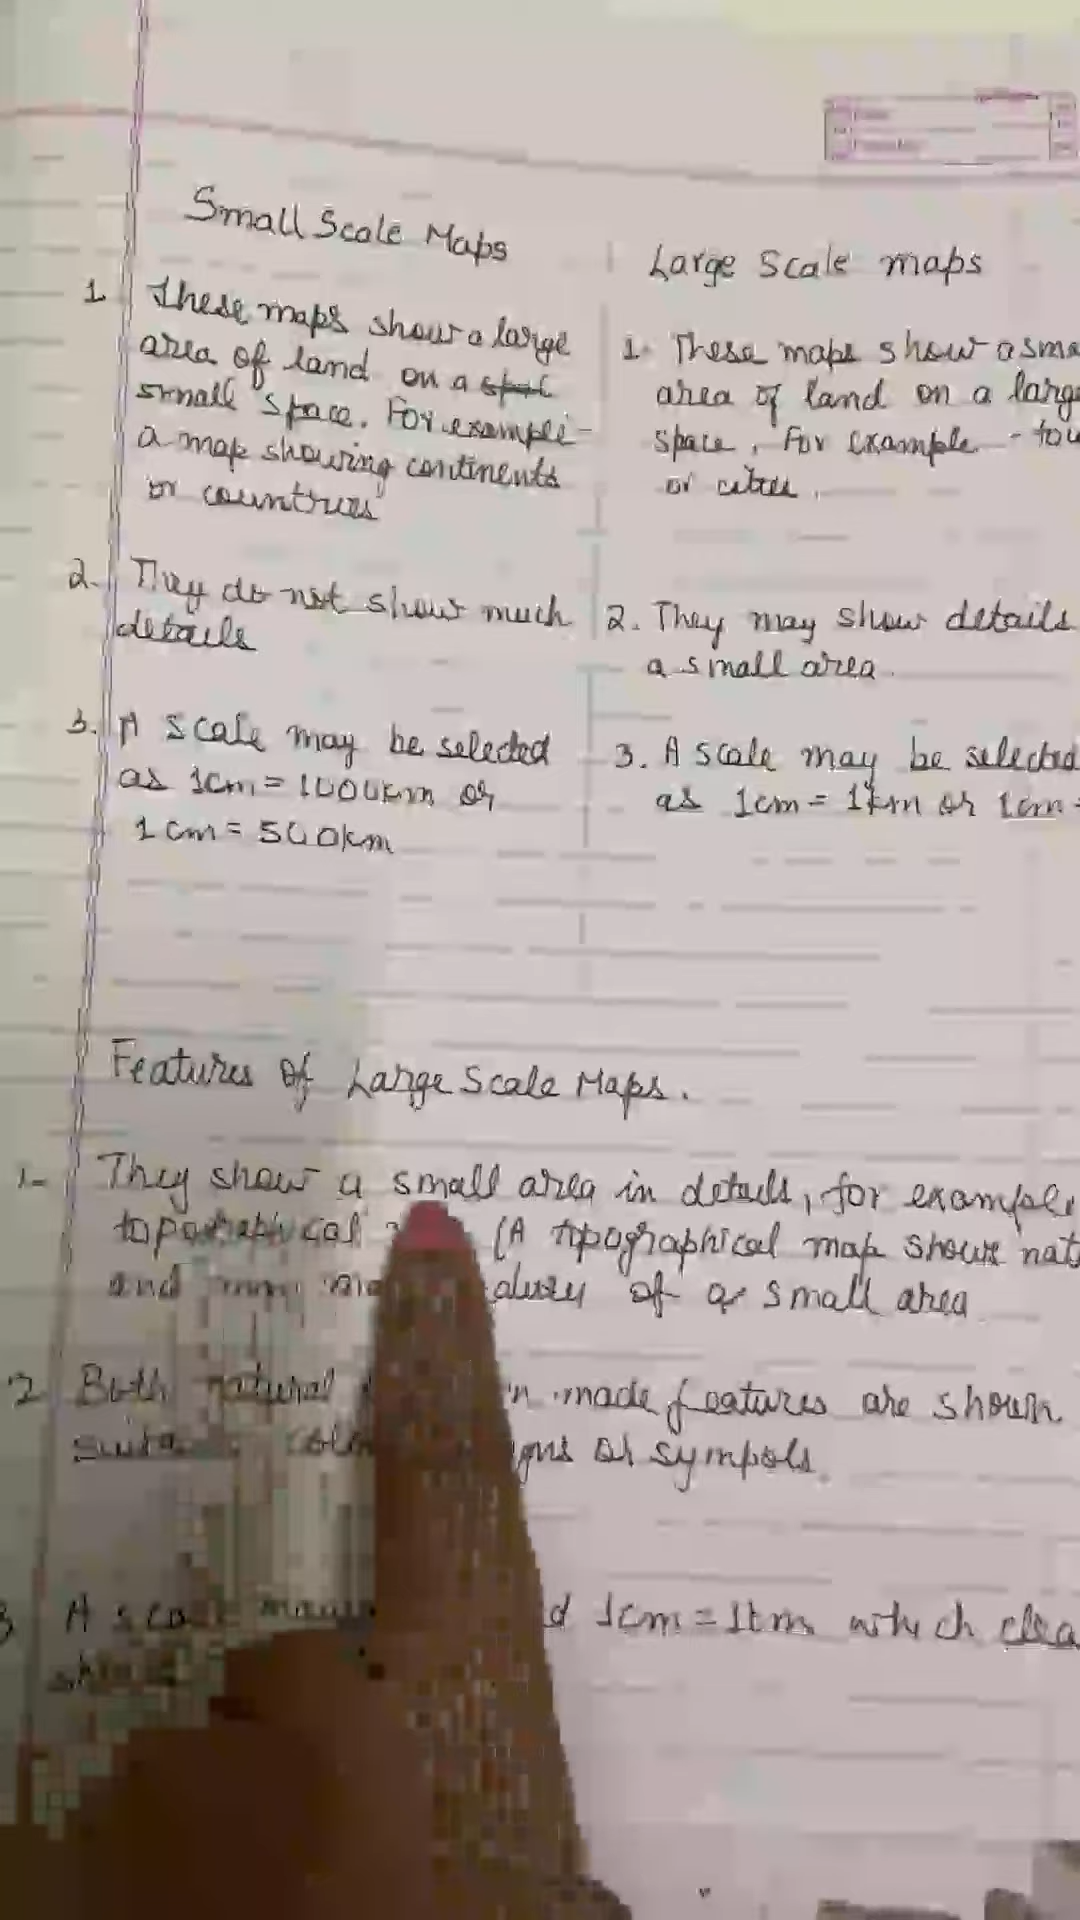 Small Scale Maps
1 These maps show a large
area of land on a
small space. For example -
a map showing continents
or countries
2. They do not show much
details
3. A scale may be selected
as 1cm = 1000km or
1cm = 500km
Large Scale maps
1. These maps show a sma
area of land on a large
space, For example - tow
or cities.
2. They may show details
a small area
3. A scale may be selected
as 1cm = 1km or 1cm =
Features of Large Scale Maps.
1- They show a small area in details, for example,
topographical (A topographical map shows nat
and of a small area
2 Both natural made features are shown
symbols.
3 A 1cm = 1km which clea